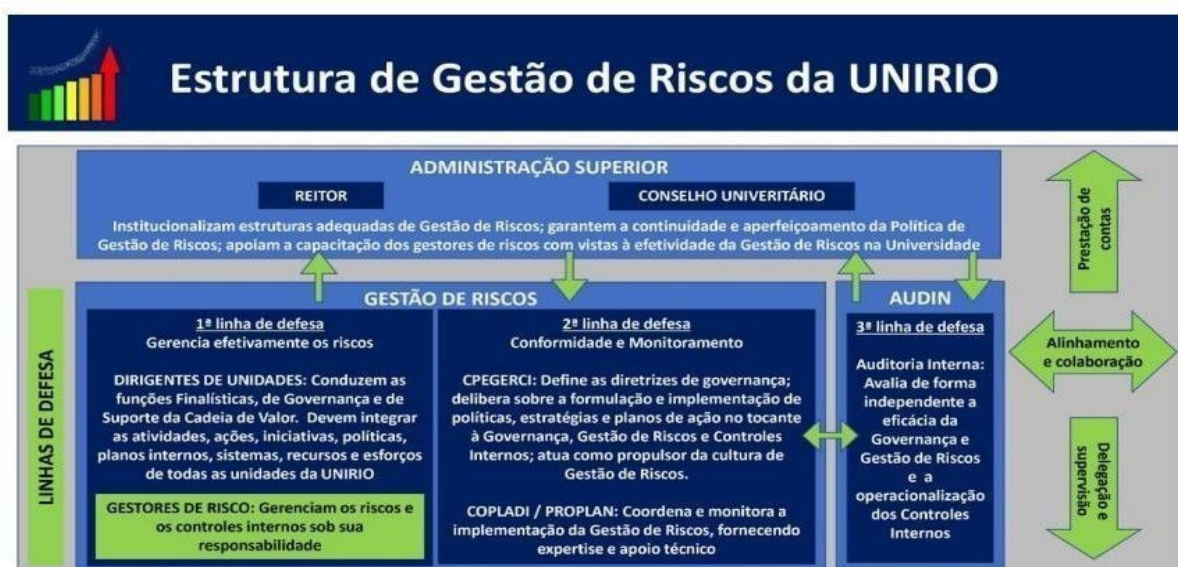 Estrutura de Gestão de Riscos da UNIRIO
ADMINISTRAÇÃO SUPERIOR
REITOR
CONSELHO UNIVERITÁRIO
Institucionalizam estruturas adequadas de Gestão de Riscos; garantem a continuidade e aperfeiçoamento da Política de
Gestão de Riscos; apoiam a capacitação dos gestores de riscos com vistas à efetividade da Gestão de Riscos na Universidade
LINHAS DE DEFESA
GESTÃO DE RISCOS
1ª linha de defesa
Gerencia efetivamente os riscos
DIRIGENTES DE UNIDADES: Conduzem as
funções Finalísticas, de Governança e de
Suporte da Cadeia de Valor. Devem integrar
as atividades, ações, iniciativas, políticas,
planos internos, sistemas, recursos e esforços
de todas as unidades da UNIRIO
GESTORES DE RISCO: Gerenciam os riscos e
os controles internos sob sua
responsabilidade
2ª linha de defesa
Conformidade e Monitoramento
CPEGERCI: Define as diretrizes de governança;
delibera sobre a formulação e implementação de
políticas, estratégias e planos de ação no tocante
à Governança, Gestão de Riscos e Controles
Internos; atua como propulsor da cultura de
Gestão de Riscos.
COPLADI / PROPLAN: Coordena e monitora a
implementação da Gestão de Riscos, fornecendo
expertise e apoio técnico
AUDIN
3ª linha de defesa
Auditoria Interna:
Avalia de forma
independente a
eficácia da
Governança e
Gestão de Riscos
e a
operacionalização
dos Controles
Internos
Prestação de
contas
Alinhamento
e colaboração
Delegação e
supervisão